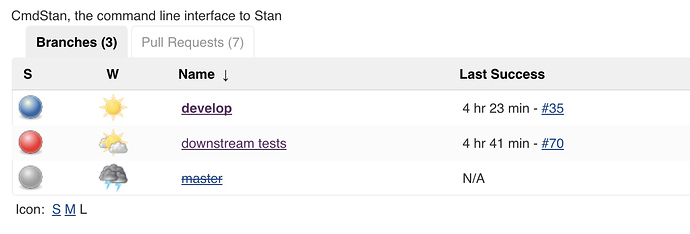 CmdStan, the command line interface to Stan
Branches (3) Pull Requests (7)
S W Name ↓ Last Success
develop 4 hr 23 min - #35
downstream tests 4 hr 41 min - #70
master N/A
Icon: S M L